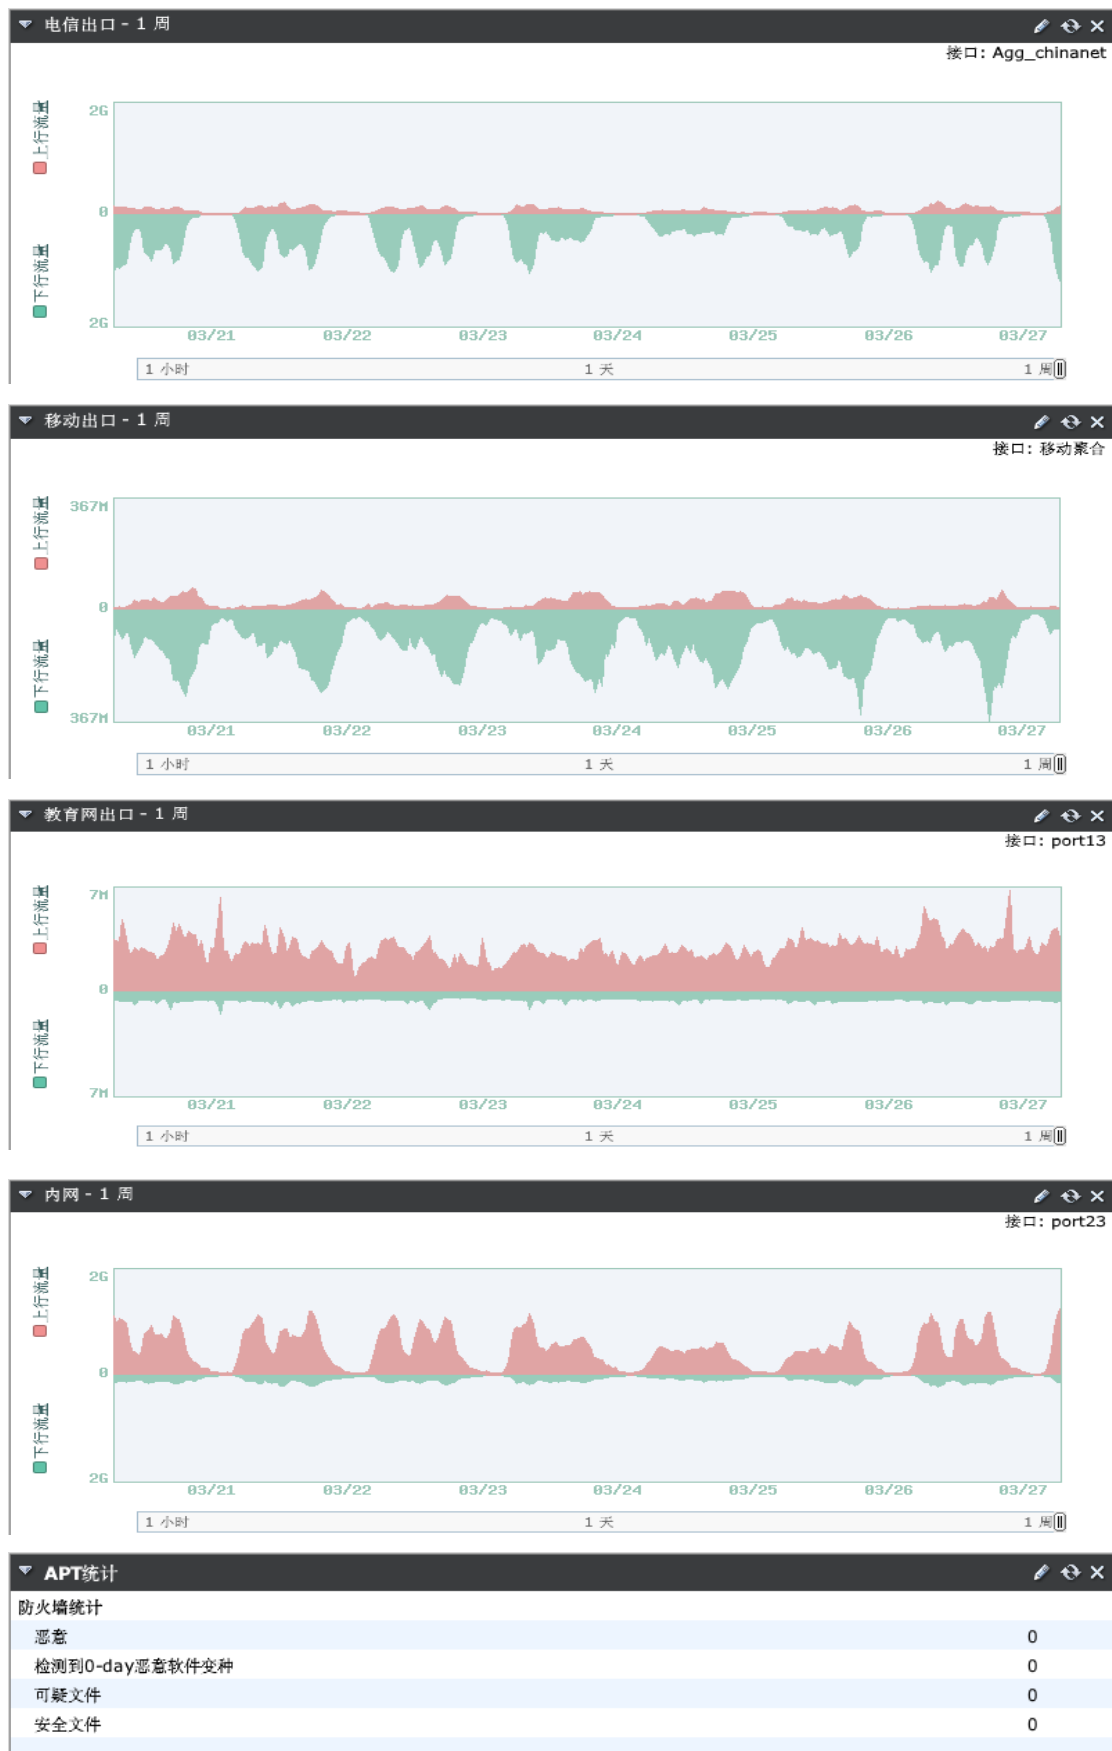 电信出口 - 1 周
接口: Agg_chinanet
上行流量
下行流量
2G
0
2G
03/21 03/22 03/23 03/24 03/25 03/26 03/27
1 小时 1 天 1 周
移动出口 - 1 周
接口: 移动聚合
上行流量
下行流量
367M
0
367M
03/21 03/22 03/23 03/24 03/25 03/26 03/27
1 小时 1 天 1 周
教育网出口 - 1 周
接口: port13
上行流量
下行流量
7M
0
7M
03/21 03/22 03/23 03/24 03/25 03/26 03/27
1 小时 1 天 1 周
内网 - 1 周
接口: port23
上行流量
下行流量
2G
0
2G
03/21 03/22 03/23 03/24 03/25 03/26 03/27
1 小时 1 天 1 周
APT统计
防火墙统计
恶意 0
检测到0-day恶意软件变种 0
可疑文件 0
安全文件 0